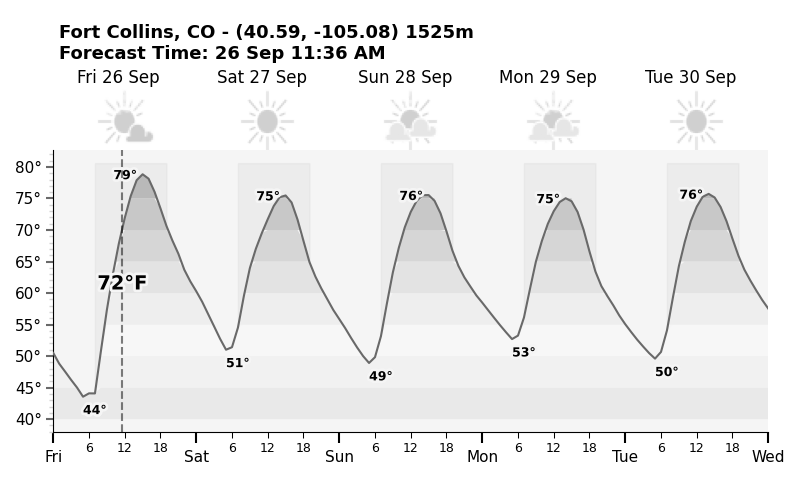 Fort Collins, CO - (40.59, -105.08) 1525m
Forecast Time: 26 Sep 11:36 AM
Fri 26 Sep Sat 27 Sep Sun 28 Sep Mon 29 Sep Tue 30 Sep
80°
79°
75° 75° 76° 75° 76°
70°
65°
72°F
60°
55°
50° 51° 49° 53° 50°
45°
44°
40°
6 12 18 6 12 18 6 12 18 6 12 18 6 12 18
Fri Sat Sun Mon Tue Wed